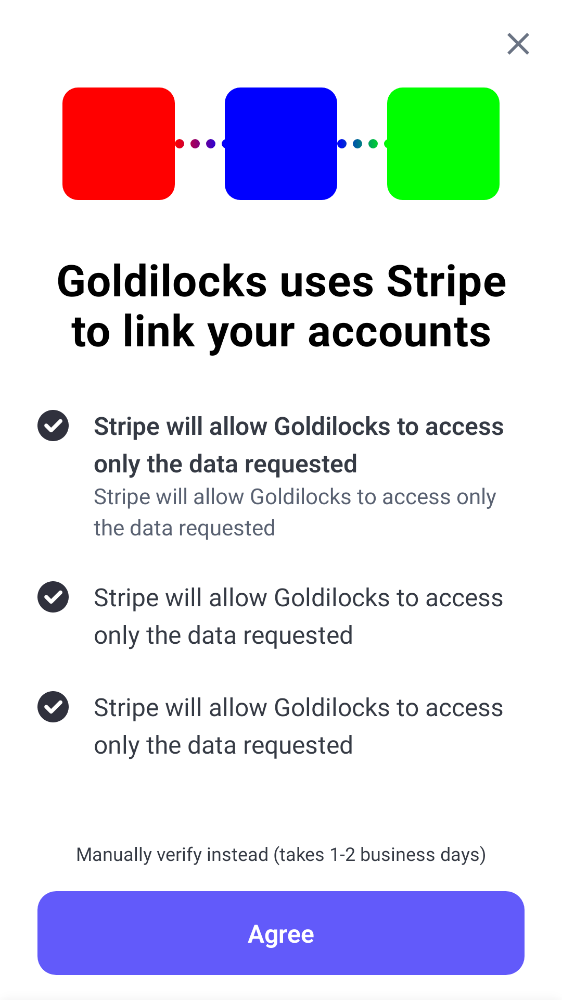 Goldilocks uses Stripe
to link your accounts
Stripe will allow Goldilocks to access
only the data requested
Stripe will allow Goldilocks to access only
the data requested
Stripe will allow Goldilocks to access
only the data requested
Stripe will allow Goldilocks to access
only the data requested
Manually verify instead (takes 1-2 business days)
Agree